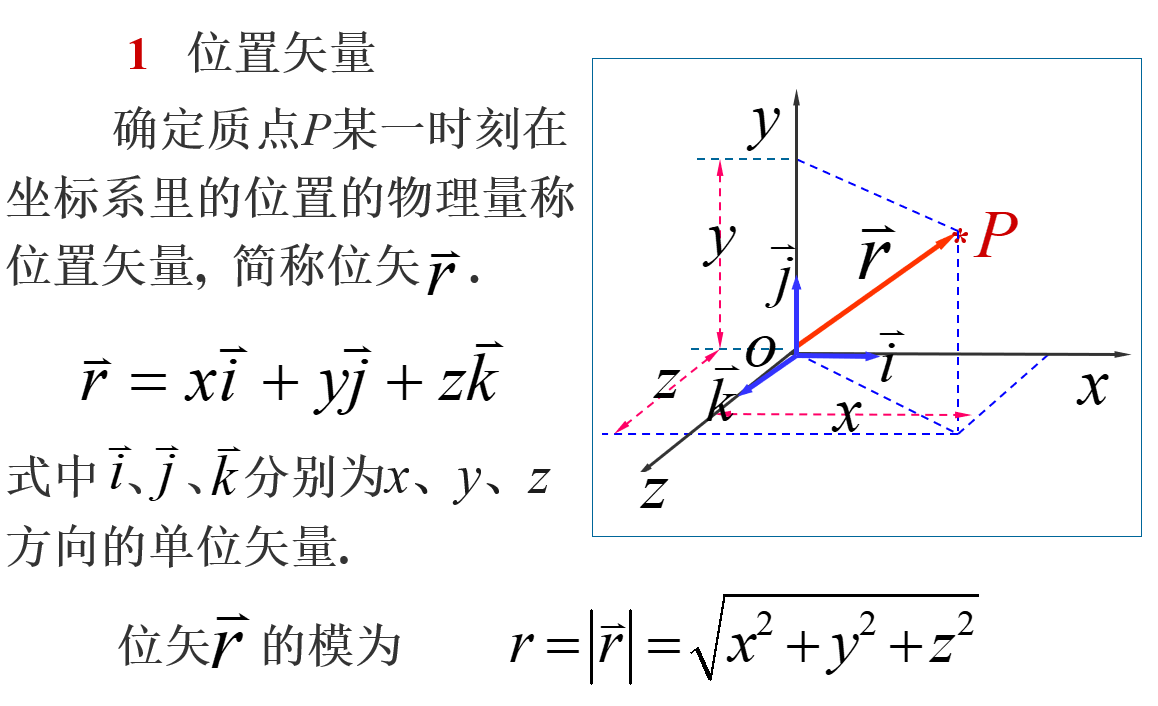 1 位置矢量
确定质点P某一时刻在
坐标系里的位置的物理量称
位置矢量, 简称位矢 $\vec{r}$ .
$\vec{r} = x\vec{i} + y\vec{j} + z\vec{k}$
式中 $\vec{i}$、$\vec{j}$、$\vec{k}$ 分别为x、y、z
方向的单位矢量.
位矢 $\vec{r}$ 的模为 $r = |\vec{r}| = \sqrt{x^2 + y^2 + z^2}$
y
y
$\vec{j}$
$\vec{r}$
P
o
$\vec{i}$
z
$\vec{k}$
x
x
z